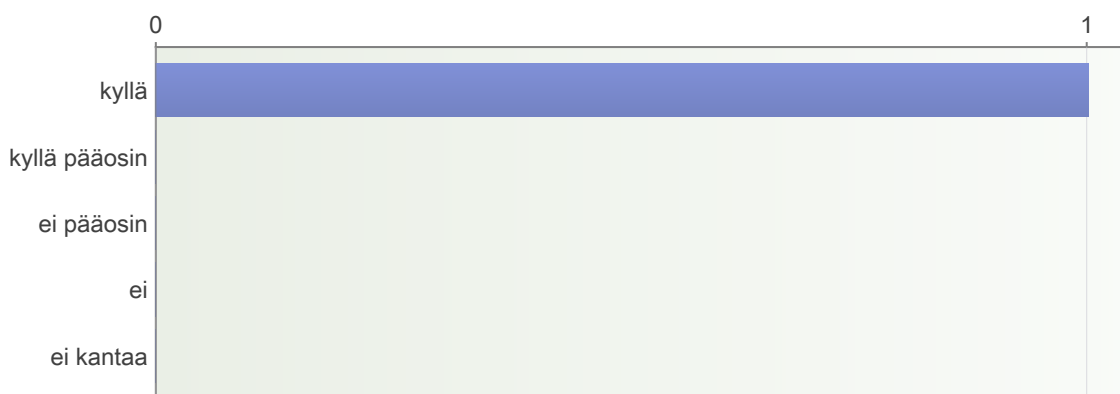 0 1
kyllä
kyllä pääosin
ei pääosin
ei
ei kantaa